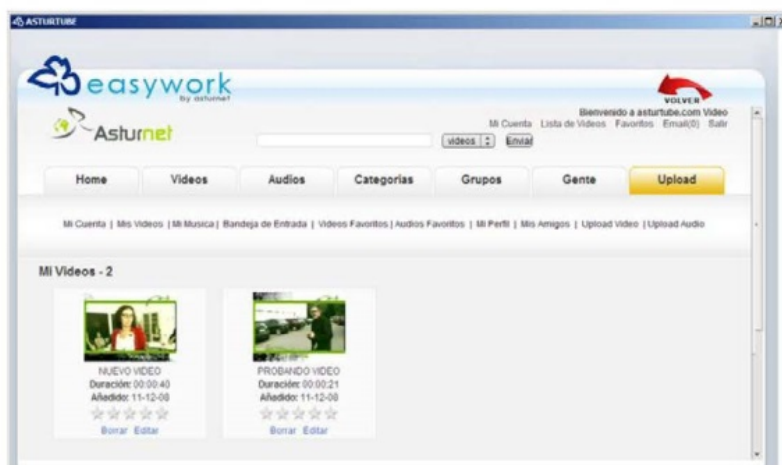 ASTURTUBE
easywork
by asturnet
VOLVER
Bienvenido a asturtube.com Video
Asturnet
Mi Cuenta Lista de Videos Favoritos Email(0) Salir
videos Enviar
Home Videos Audios Categorias Grupos Gente Upload
Mi Cuenta | Mis Videos | Mi Musica | Bandeja de Entrada | Videos Favoritos | Audios Favoritos | Mi Perfil | Mis Amigos | Upload Video | Upload Audio
Mi Videos - 2
NUEVO VIDEO
Duración: 00:00:40
Añadido: 11-12-08
Borrar Editar
PROBANDO VIDEO
Duración: 00:00:21
Añadido: 11-12-08
Borrar Editar